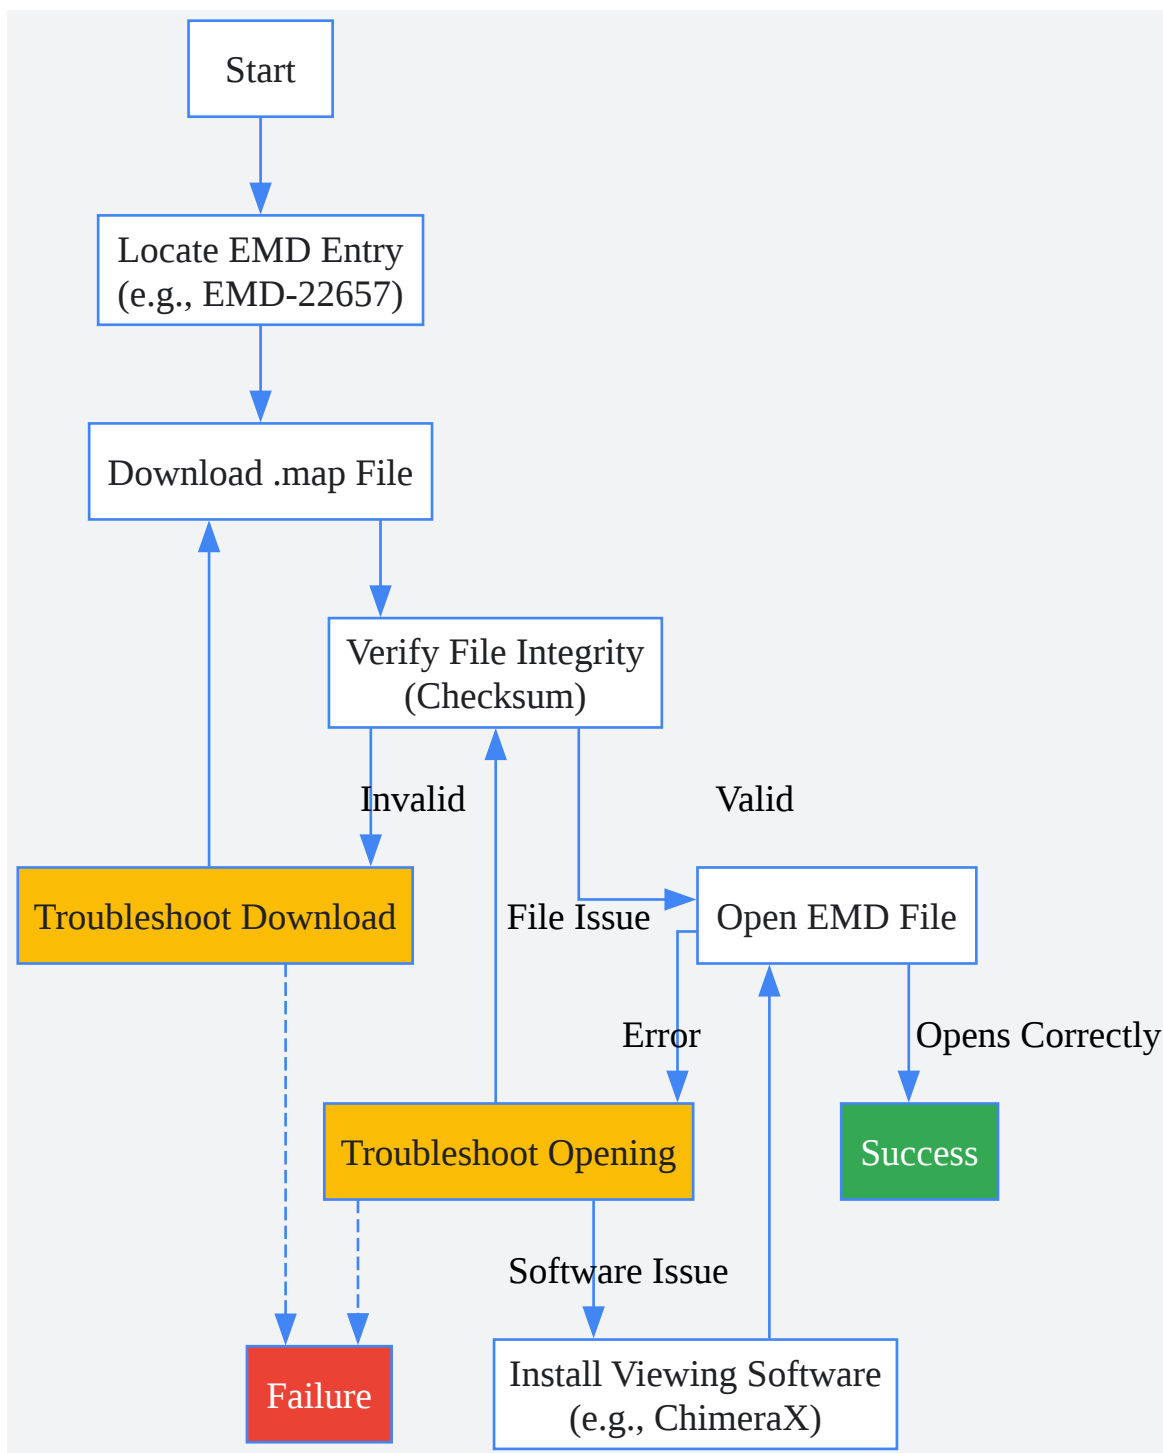 Start
Locate EMD Entry
(e.g., EMD-22657)
Download .map File
Verify File Integrity
(Checksum)
Invalid
Valid
Troubleshoot Download
File Issue
Open EMD File
Error
Opens Correctly
Troubleshoot Opening
Success
Software Issue
Failure
Install Viewing Software
(e.g., ChimeraX)